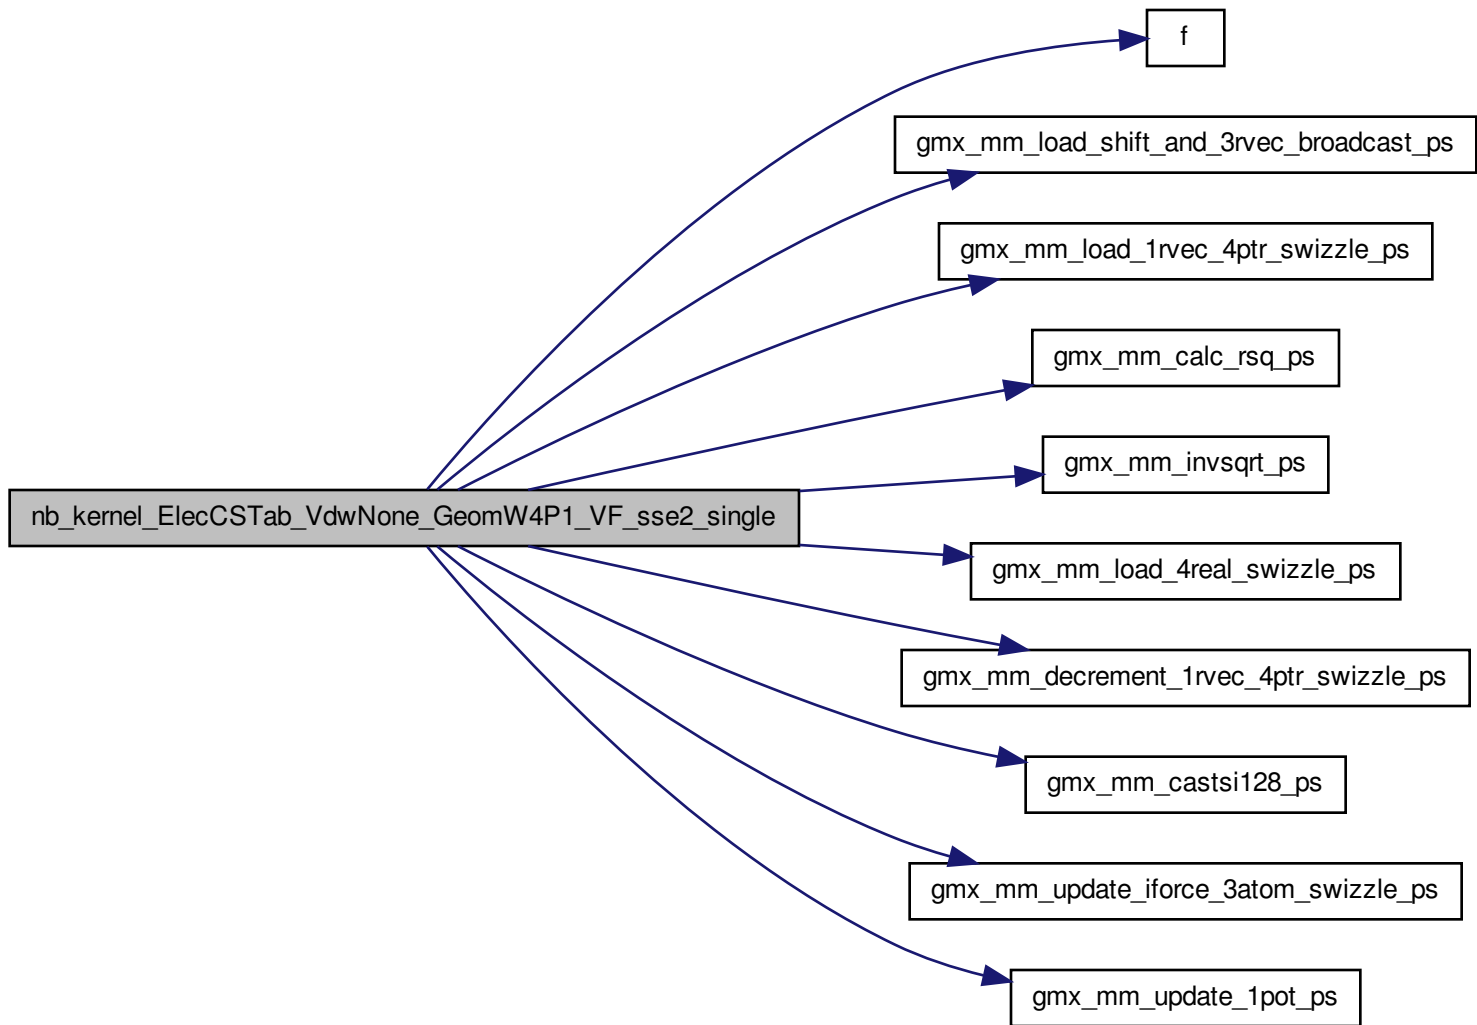 f
gmx_mm_load_shift_and_3rvec_broadcast_ps
gmx_mm_load_1rvec_4ptr_swizzle_ps
gmx_mm_calc_rsq_ps
gmx_mm_invsqrt_ps
nb_kernel_ElecCSTab_VdwNone_GeomW4P1_VF_sse2_single
gmx_mm_load_4real_swizzle_ps
gmx_mm_decrement_1rvec_4ptr_swizzle_ps
gmx_mm_castsi128_ps
gmx_mm_update_iforce_3atom_swizzle_ps
gmx_mm_update_1pot_ps